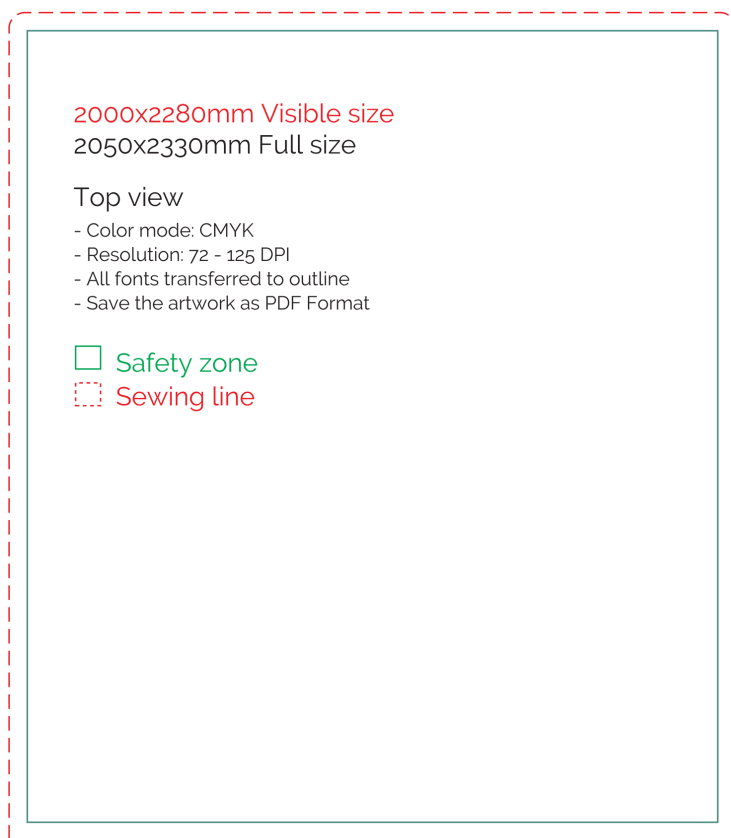 2000x2280mm Visible size
2050x2330mm Full size
Top view
- Color mode: CMYK
- Resolution: 72 - 125 DPI
- All fonts transferred to outline
- Save the artwork as PDF Format
Safety zone
Sewing line